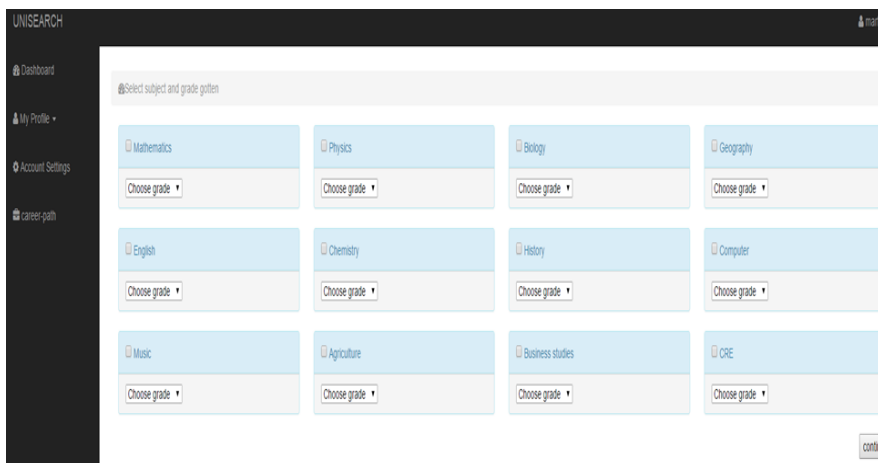 UNISEARCH
Dashboard
My Profile
Account Settings
career-path
Select subject and grade gotten
Mathematics Physics Biology Geography
Choose grade Choose grade Choose grade Choose grade
English Chemistry History Computer
Choose grade Choose grade Choose grade Choose grade
Music Agriculture Business studies CRE
Choose grade Choose grade Choose grade Choose grade